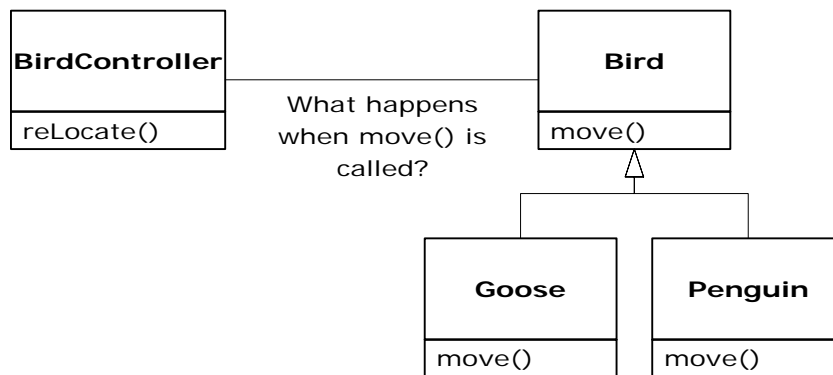 BirdController
reLocate()
What happens
when move() is
called?
Bird
move()
Goose
move()
Penguin
move()